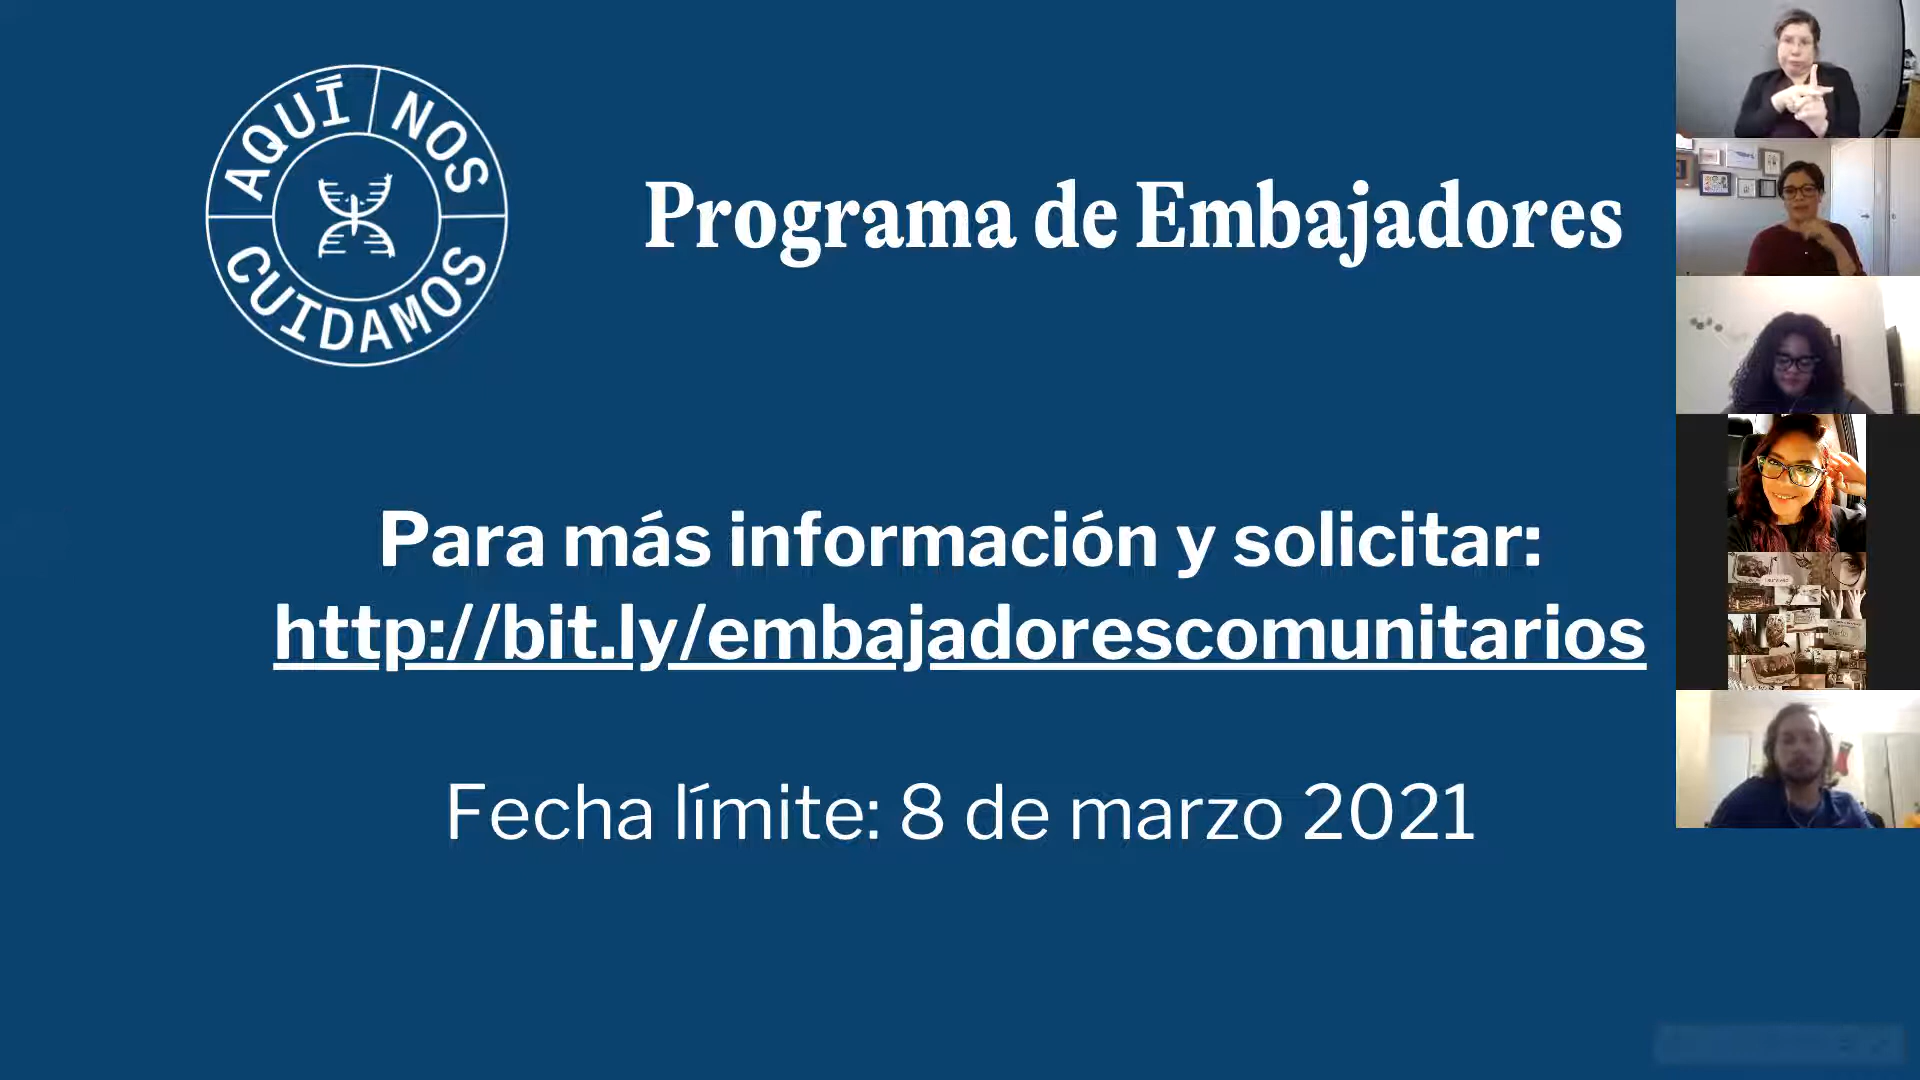 AQUÍ NOS CUIDAMOS
Programa de Embajadores
Para más información y solicitar:
http://bit.ly/embajadorescomunitarios
Fecha límite: 8 de marzo 2021